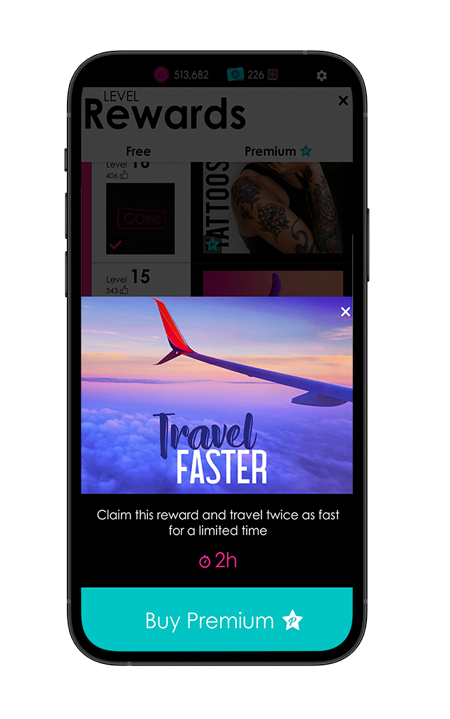 513,682 226
LEVEL
Rewards
Free Premium
Level 16
406
TATTOOS
COINS
Level 15
343
Travel
FASTER
Claim this reward and travel twice as fast
for a limited time
2h
Buy Premium